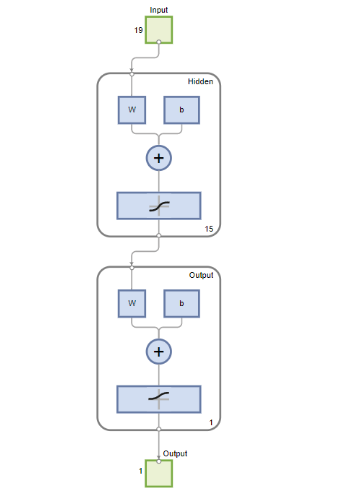 Input
19
Hidden
W b
+
15
Output
W b
+
1
Output
1